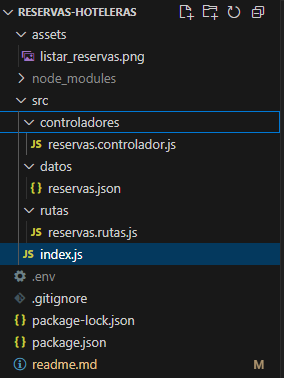 RESERVAS-HOTELERAS
assets
listar_reservas.png
node_modules
src
controladores
JS reservas.controlador.js
datos
{} reservas.json
rutas
JS reservas.rutas.js
JS index.js
.env
.gitignore
{} package-lock.json
{} package.json
readme.md M